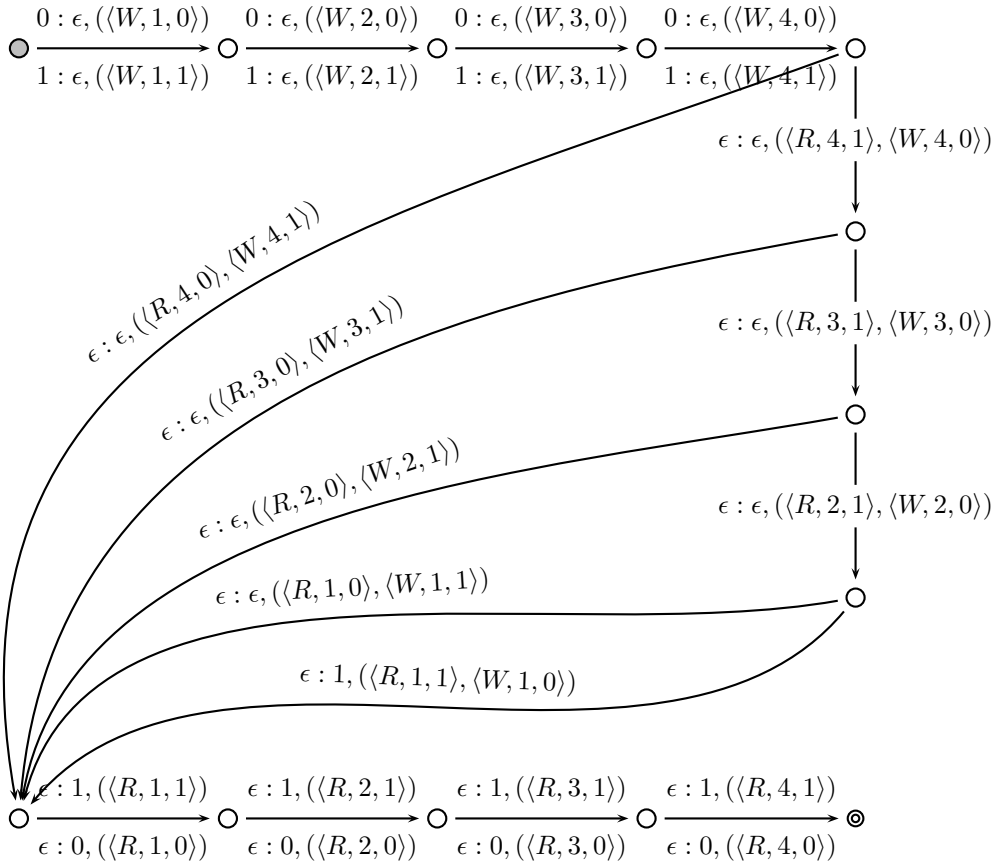 0 : ϵ, (⟨W, 1, 0⟩) 0 : ϵ, (⟨W, 2, 0⟩) 0 : ϵ, (⟨W, 3, 0⟩) 0 : ϵ, (⟨W, 4, 0⟩)
1 : ϵ, (⟨W, 1, 1⟩) 1 : ϵ, (⟨W, 2, 1⟩) 1 : ϵ, (⟨W, 3, 1⟩) 1 : ϵ, (⟨W, 4, 1⟩)
ϵ : ϵ, (⟨R, 4, 1⟩, ⟨W, 4, 0⟩)
ϵ : ϵ, (⟨R, 4, 0⟩, ⟨W, 4, 1⟩)
ϵ : ϵ, (⟨R, 3, 1⟩, ⟨W, 3, 0⟩)
ϵ : ϵ, (⟨R, 3, 0⟩, ⟨W, 3, 1⟩)
ϵ : ϵ, (⟨R, 2, 0⟩, ⟨W, 2, 1⟩)
ϵ : ϵ, (⟨R, 2, 1⟩, ⟨W, 2, 0⟩)
ϵ : ϵ, (⟨R, 1, 0⟩, ⟨W, 1, 1⟩)
ϵ : 1, (⟨R, 1, 1⟩, ⟨W, 1, 0⟩)
ϵ : 1, (⟨R, 1, 1⟩) ϵ : 1, (⟨R, 2, 1⟩) ϵ : 1, (⟨R, 3, 1⟩) ϵ : 1, (⟨R, 4, 1⟩)
ϵ : 0, (⟨R, 1, 0⟩) ϵ : 0, (⟨R, 2, 0⟩) ϵ : 0, (⟨R, 3, 0⟩) ϵ : 0, (⟨R, 4, 0⟩)